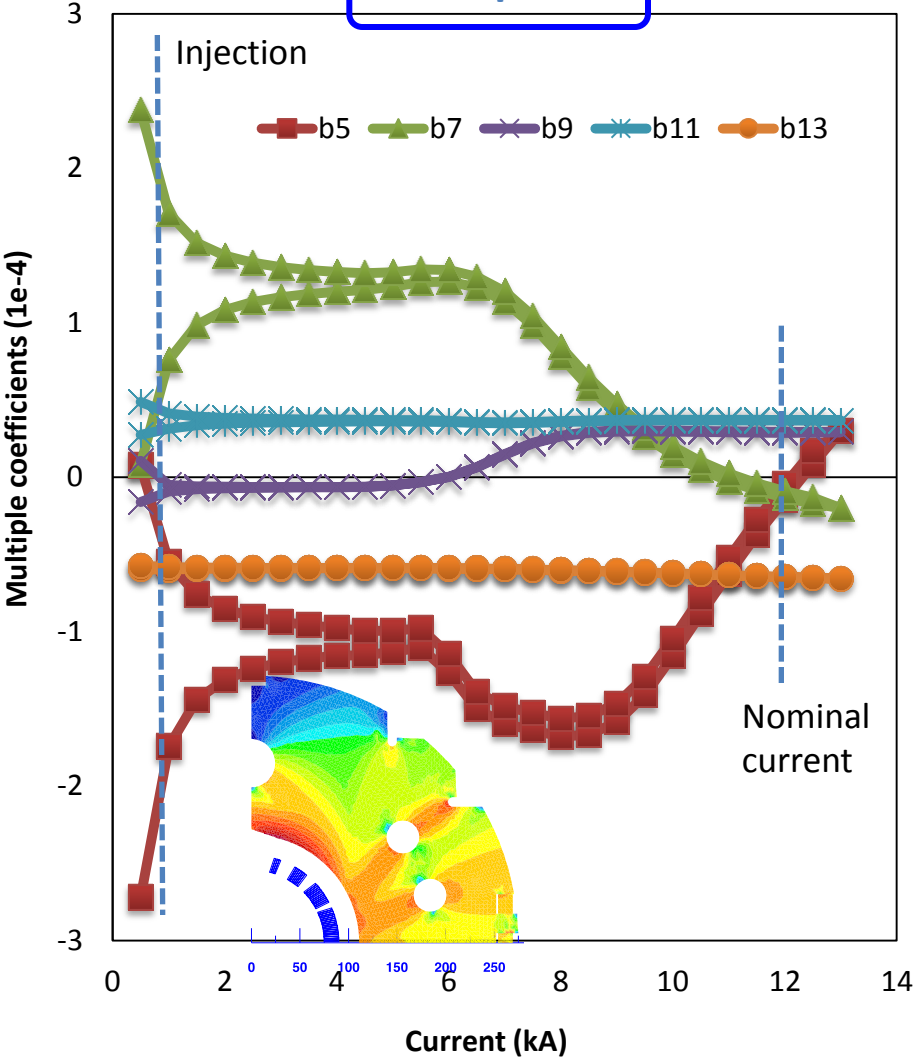 3
Injection
b5 b7 b9 b11 b13
2
1
0
-1
-2
-3
Multiple coefficients (1e-4)
Nominal
current
0 50 100 150 200 250
0 2 4 6 8 10 12 14
Current (kA)